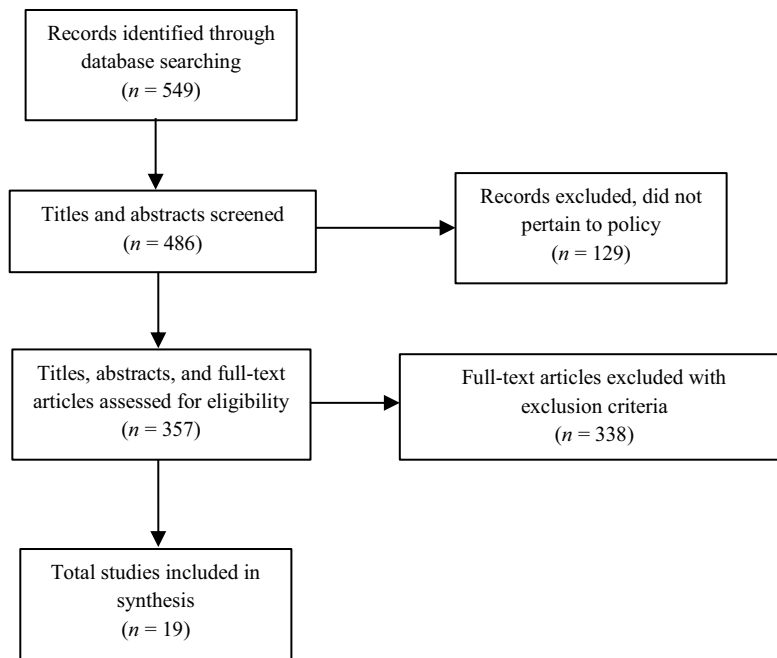 Records identified through
database searching
(n = 549)
Titles and abstracts screened
(n = 486)
Records excluded, did not
pertain to policy
(n = 129)
Titles, abstracts, and full-text
articles assessed for eligibility
(n = 357)
Full-text articles excluded with
exclusion criteria
(n = 338)
Total studies included in
synthesis
(n = 19)